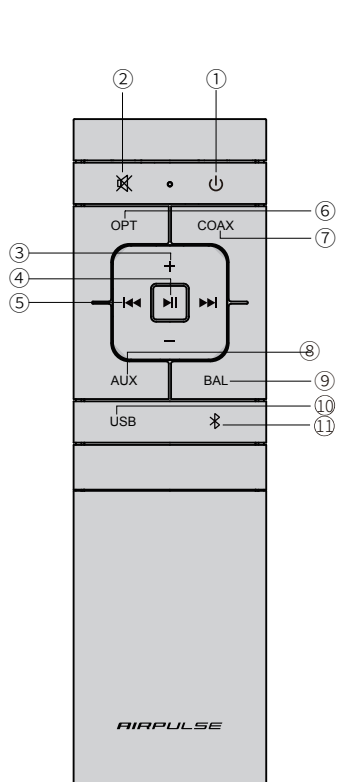 ② ①
OPT ⑥
COAX ⑦
③ +
④
⑤
− ⑧
AUX BAL ⑨
⑩
USB ⑪
AIRPULSE